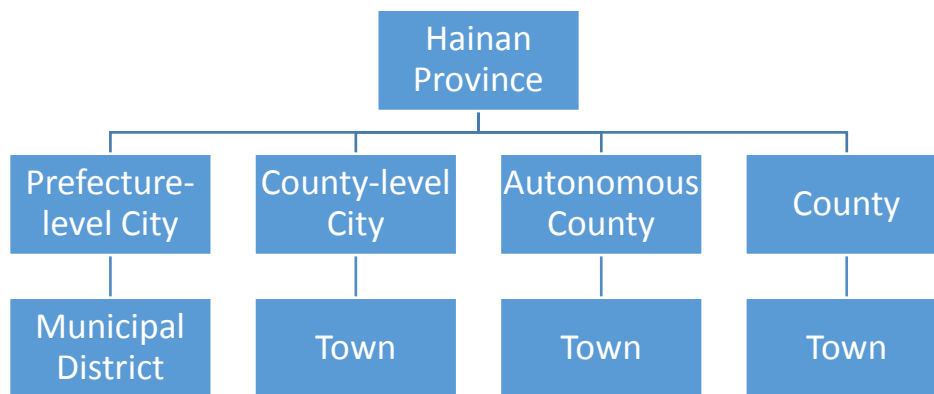 Hainan
Province
Prefecture-
level City
County-level
City
Autonomous
County
County
Municipal
District
Town
Town
Town